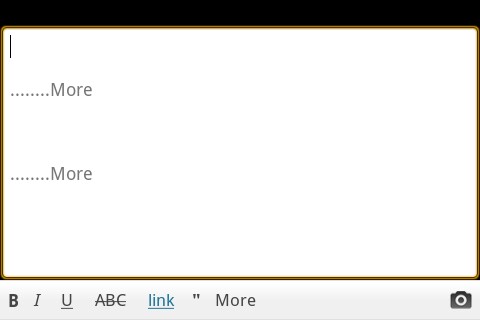 ........More
........More
B I U ABC link " More